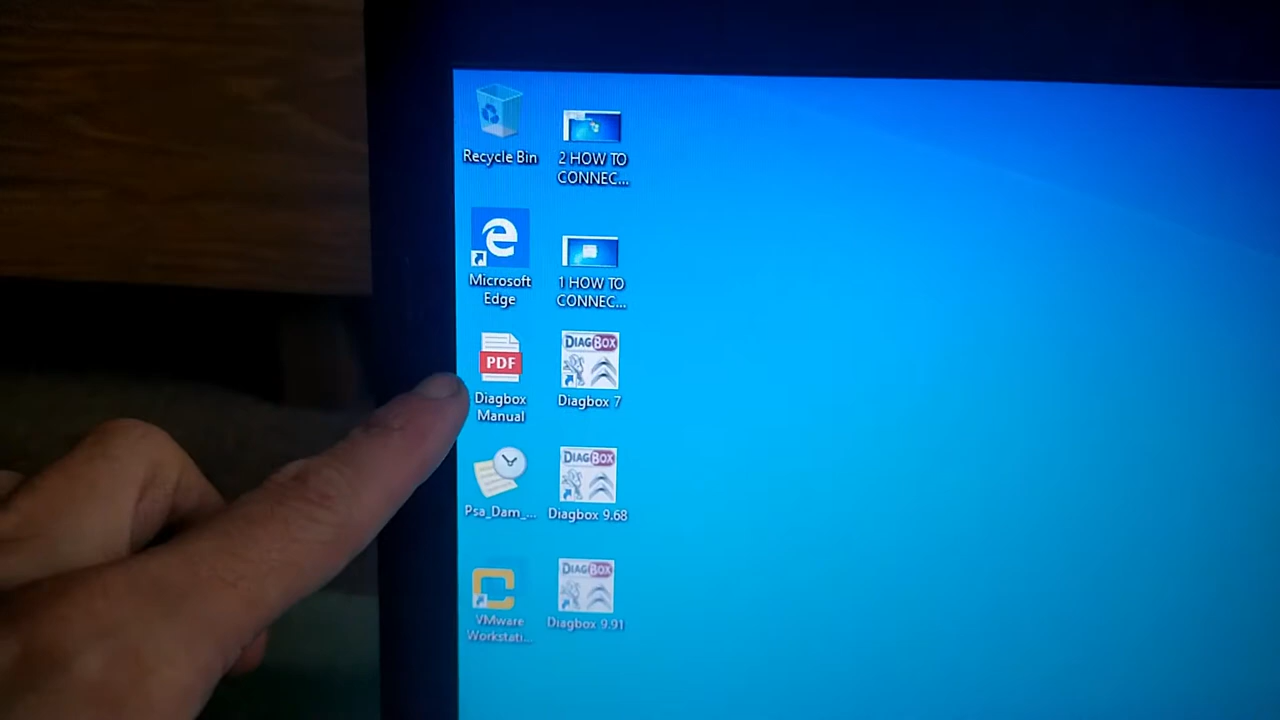 Recycle Bin
2 HOW TO
CONNEC...
Microsoft
Edge
1 HOW TO
CONNEC...
PDF
Diagbox
Manual
DIAGBOX
Diagbox 7
Psa_Dam_...
DIAGBOX
Diagbox 9.68
VMware
Workstati...
DIAGBOX
Diagbox 9.91